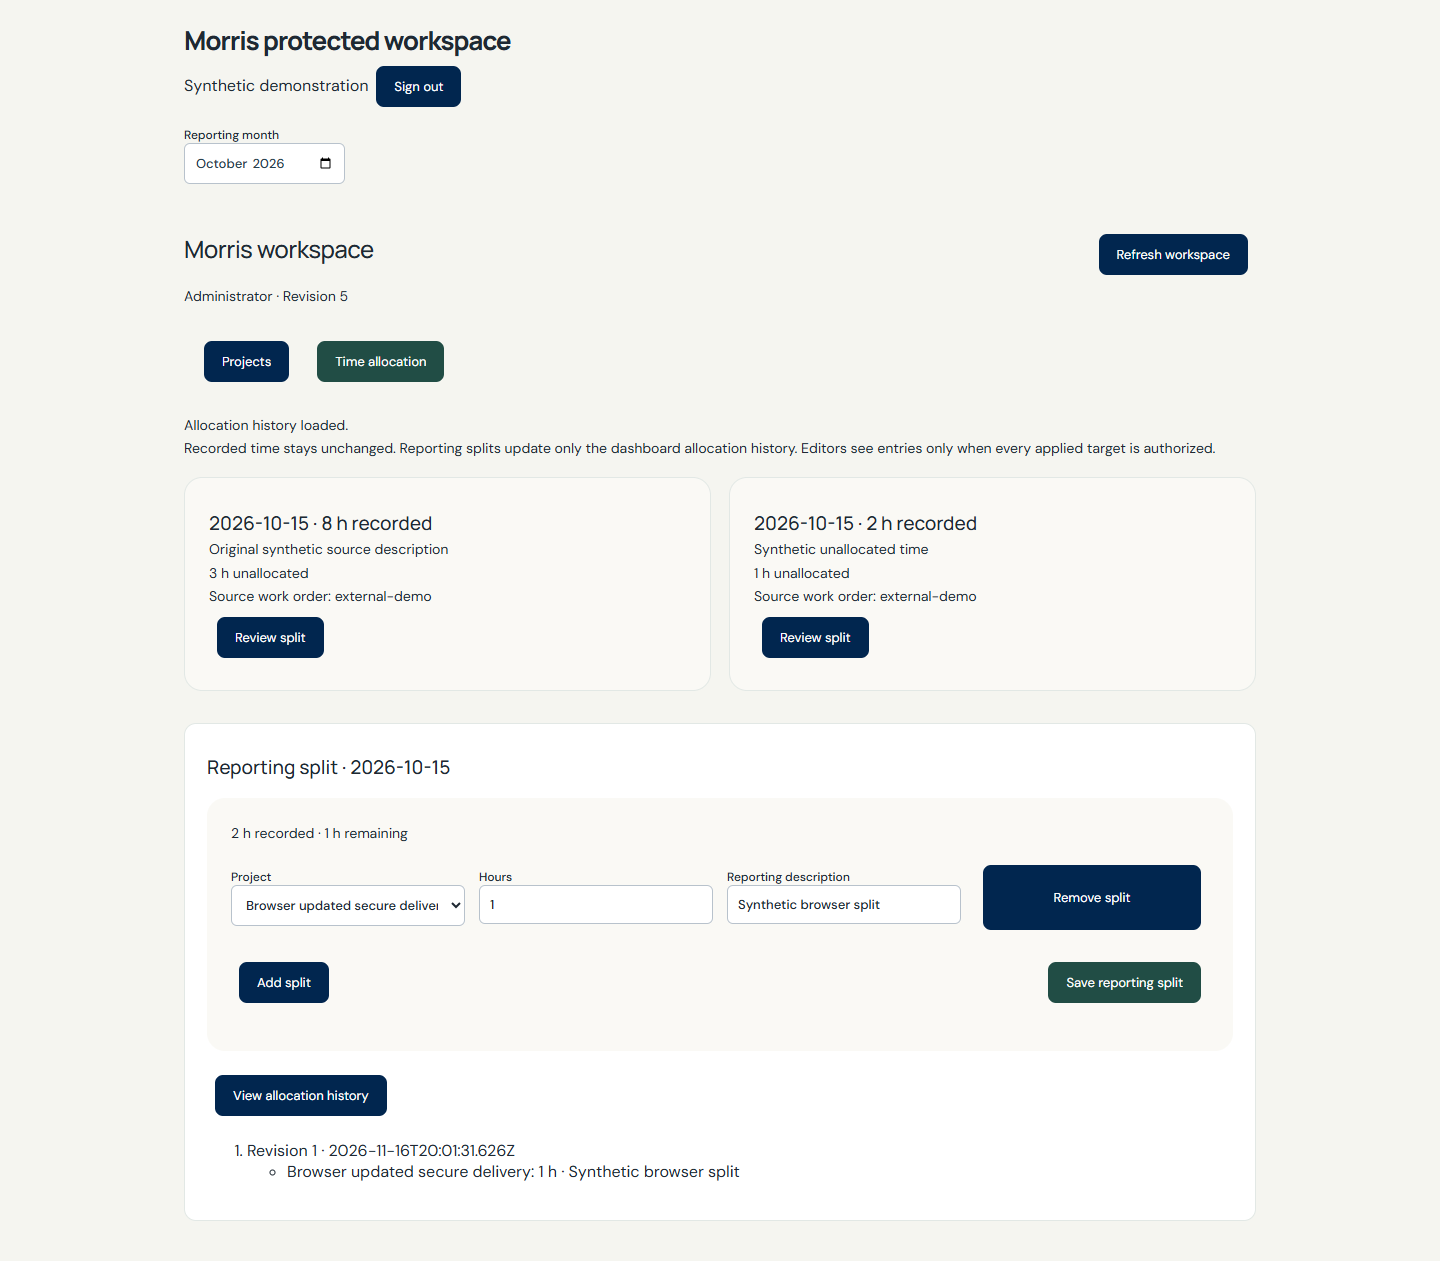 Morris protected workspace
Synthetic demonstration Sign out
Reporting month
October 2026
Morris workspace
Refresh workspace
Administrator · Revision 5
Projects Time allocation
Allocation history loaded.
Recorded time stays unchanged. Reporting splits update only the dashboard allocation history. Editors see entries only when every applied target is authorized.
2026-10-15 · 8 h recorded
Original synthetic source description
3 h unallocated
Source work order: external-demo
Review split
2026-10-15 · 2 h recorded
Synthetic unallocated time
1 h unallocated
Source work order: external-demo
Review split
Reporting split · 2026-10-15
2 h recorded · 1 h remaining
Project Hours Reporting description
Browser updated secure deliver 1 Synthetic browser split Remove split
Add split Save reporting split
View allocation history
1. Revision 1 · 2026-11-16T20:01:31.626Z
Browser updated secure delivery: 1 h · Synthetic browser split